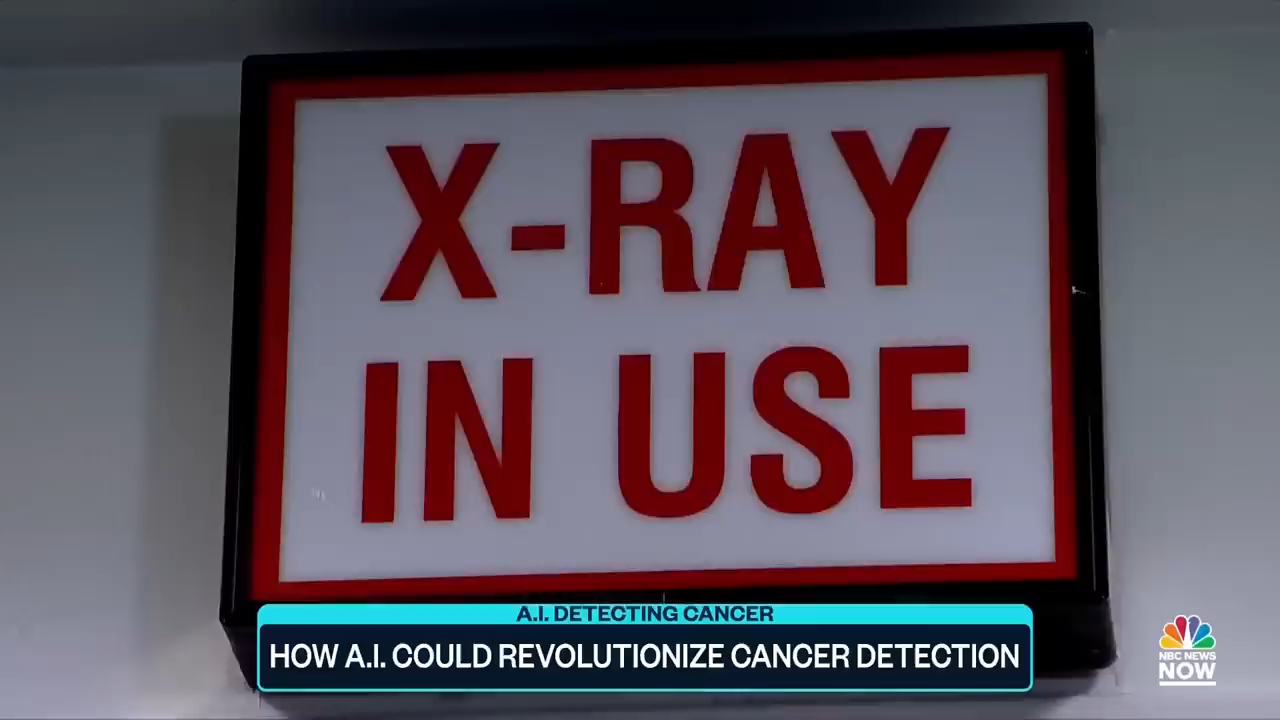 X-RAY
IN USE
A.I. DETECTING CANCER
HOW A.I. COULD REVOLUTIONIZE CANCER DETECTION
NBC NEWS
NOW